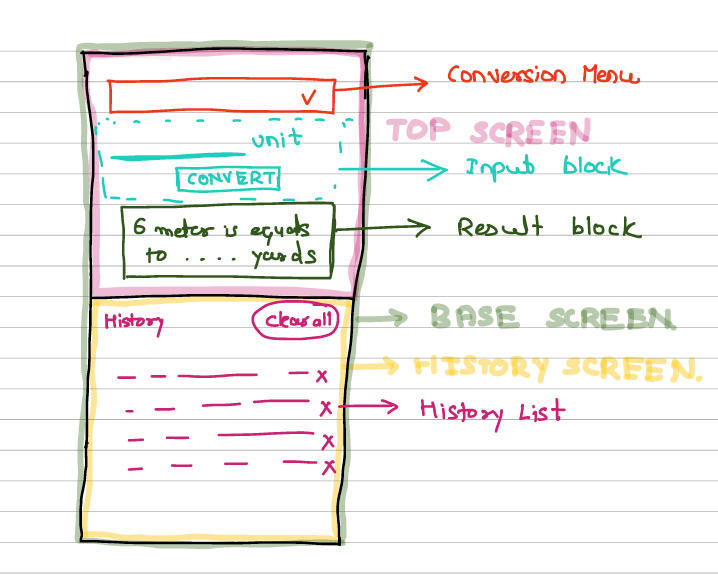 Conversion Menu
TOP SCREEN
unit
CONVERT
Input block
6 meter is equals
to .... yards
Result block
History
Clear all
BASE SCREEN
HISTORY SCREEN.
x
x
History List
x
x